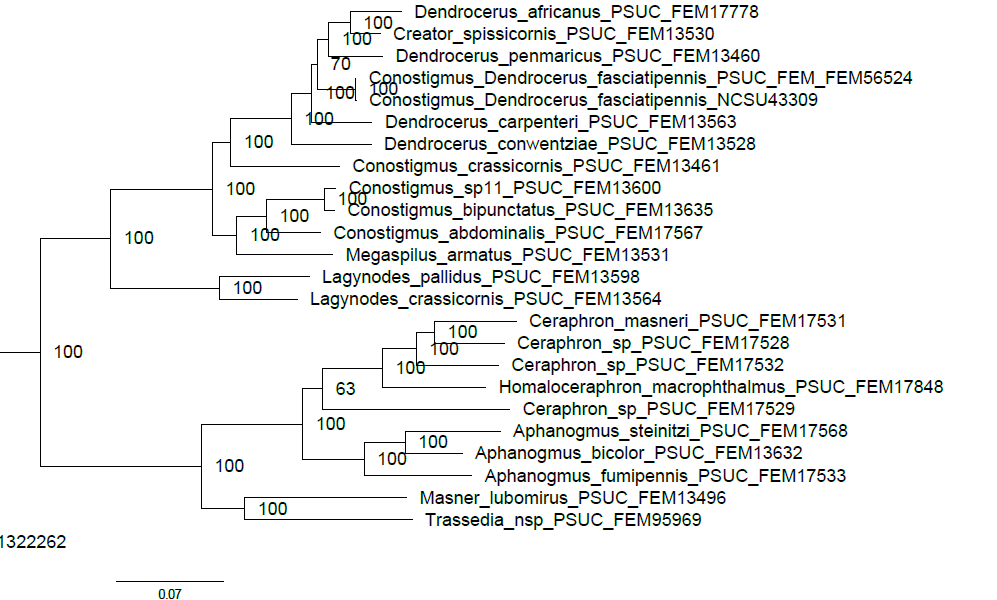 Dendrocerus_africanus_PSUC_FEM17778
100
Creator_spissicornis_PSUC_FEM13530
100
Dendrocerus_penmaricus_PSUC_FEM13460
70
Conostigmus_Dendrocerus_fasciatipennis_PSUC_FEM_FEM56524
100
100
Conostigmus_Dendrocerus_fasciatipennis_NCSU43309
100
Dendrocerus_carpenteri_PSUC_FEM13563
100
Dendrocerus_conwentziae_PSUC_FEM13528
Conostigmus_crassicornis_PSUC_FEM13461
100
Conostigmus_sp11_PSUC_FEM13600
100
100
Conostigmus_bipunctatus_PSUC_FEM13635
100
Conostigmus_abdominalis_PSUC_FEM17567
100
Megaspilus_armatus_PSUC_FEM13531
Lagynodes_pallidus_PSUC_FEM13598
100
Lagynodes_crassicornis_PSUC_FEM13564
Ceraphron_masneri_PSUC_FEM17531
100
Ceraphron_sp_PSUC_FEM17528
100
100
Ceraphron_sp_PSUC_FEM17532
100
Homaloceraphron_macrophthalmus_PSUC_FEM17848
63
Ceraphron_sp_PSUC_FEM17529
100
Aphanogmus_steinitzi_PSUC_FEM17568
100
Aphanogmus_bicolor_PSUC_FEM13632
100
100
Aphanogmus_fumipennis_PSUC_FEM17533
Masner_lubomirus_PSUC_FEM13496
100
Trassedia_nsp_PSUC_FEM95969
1322262
0.07